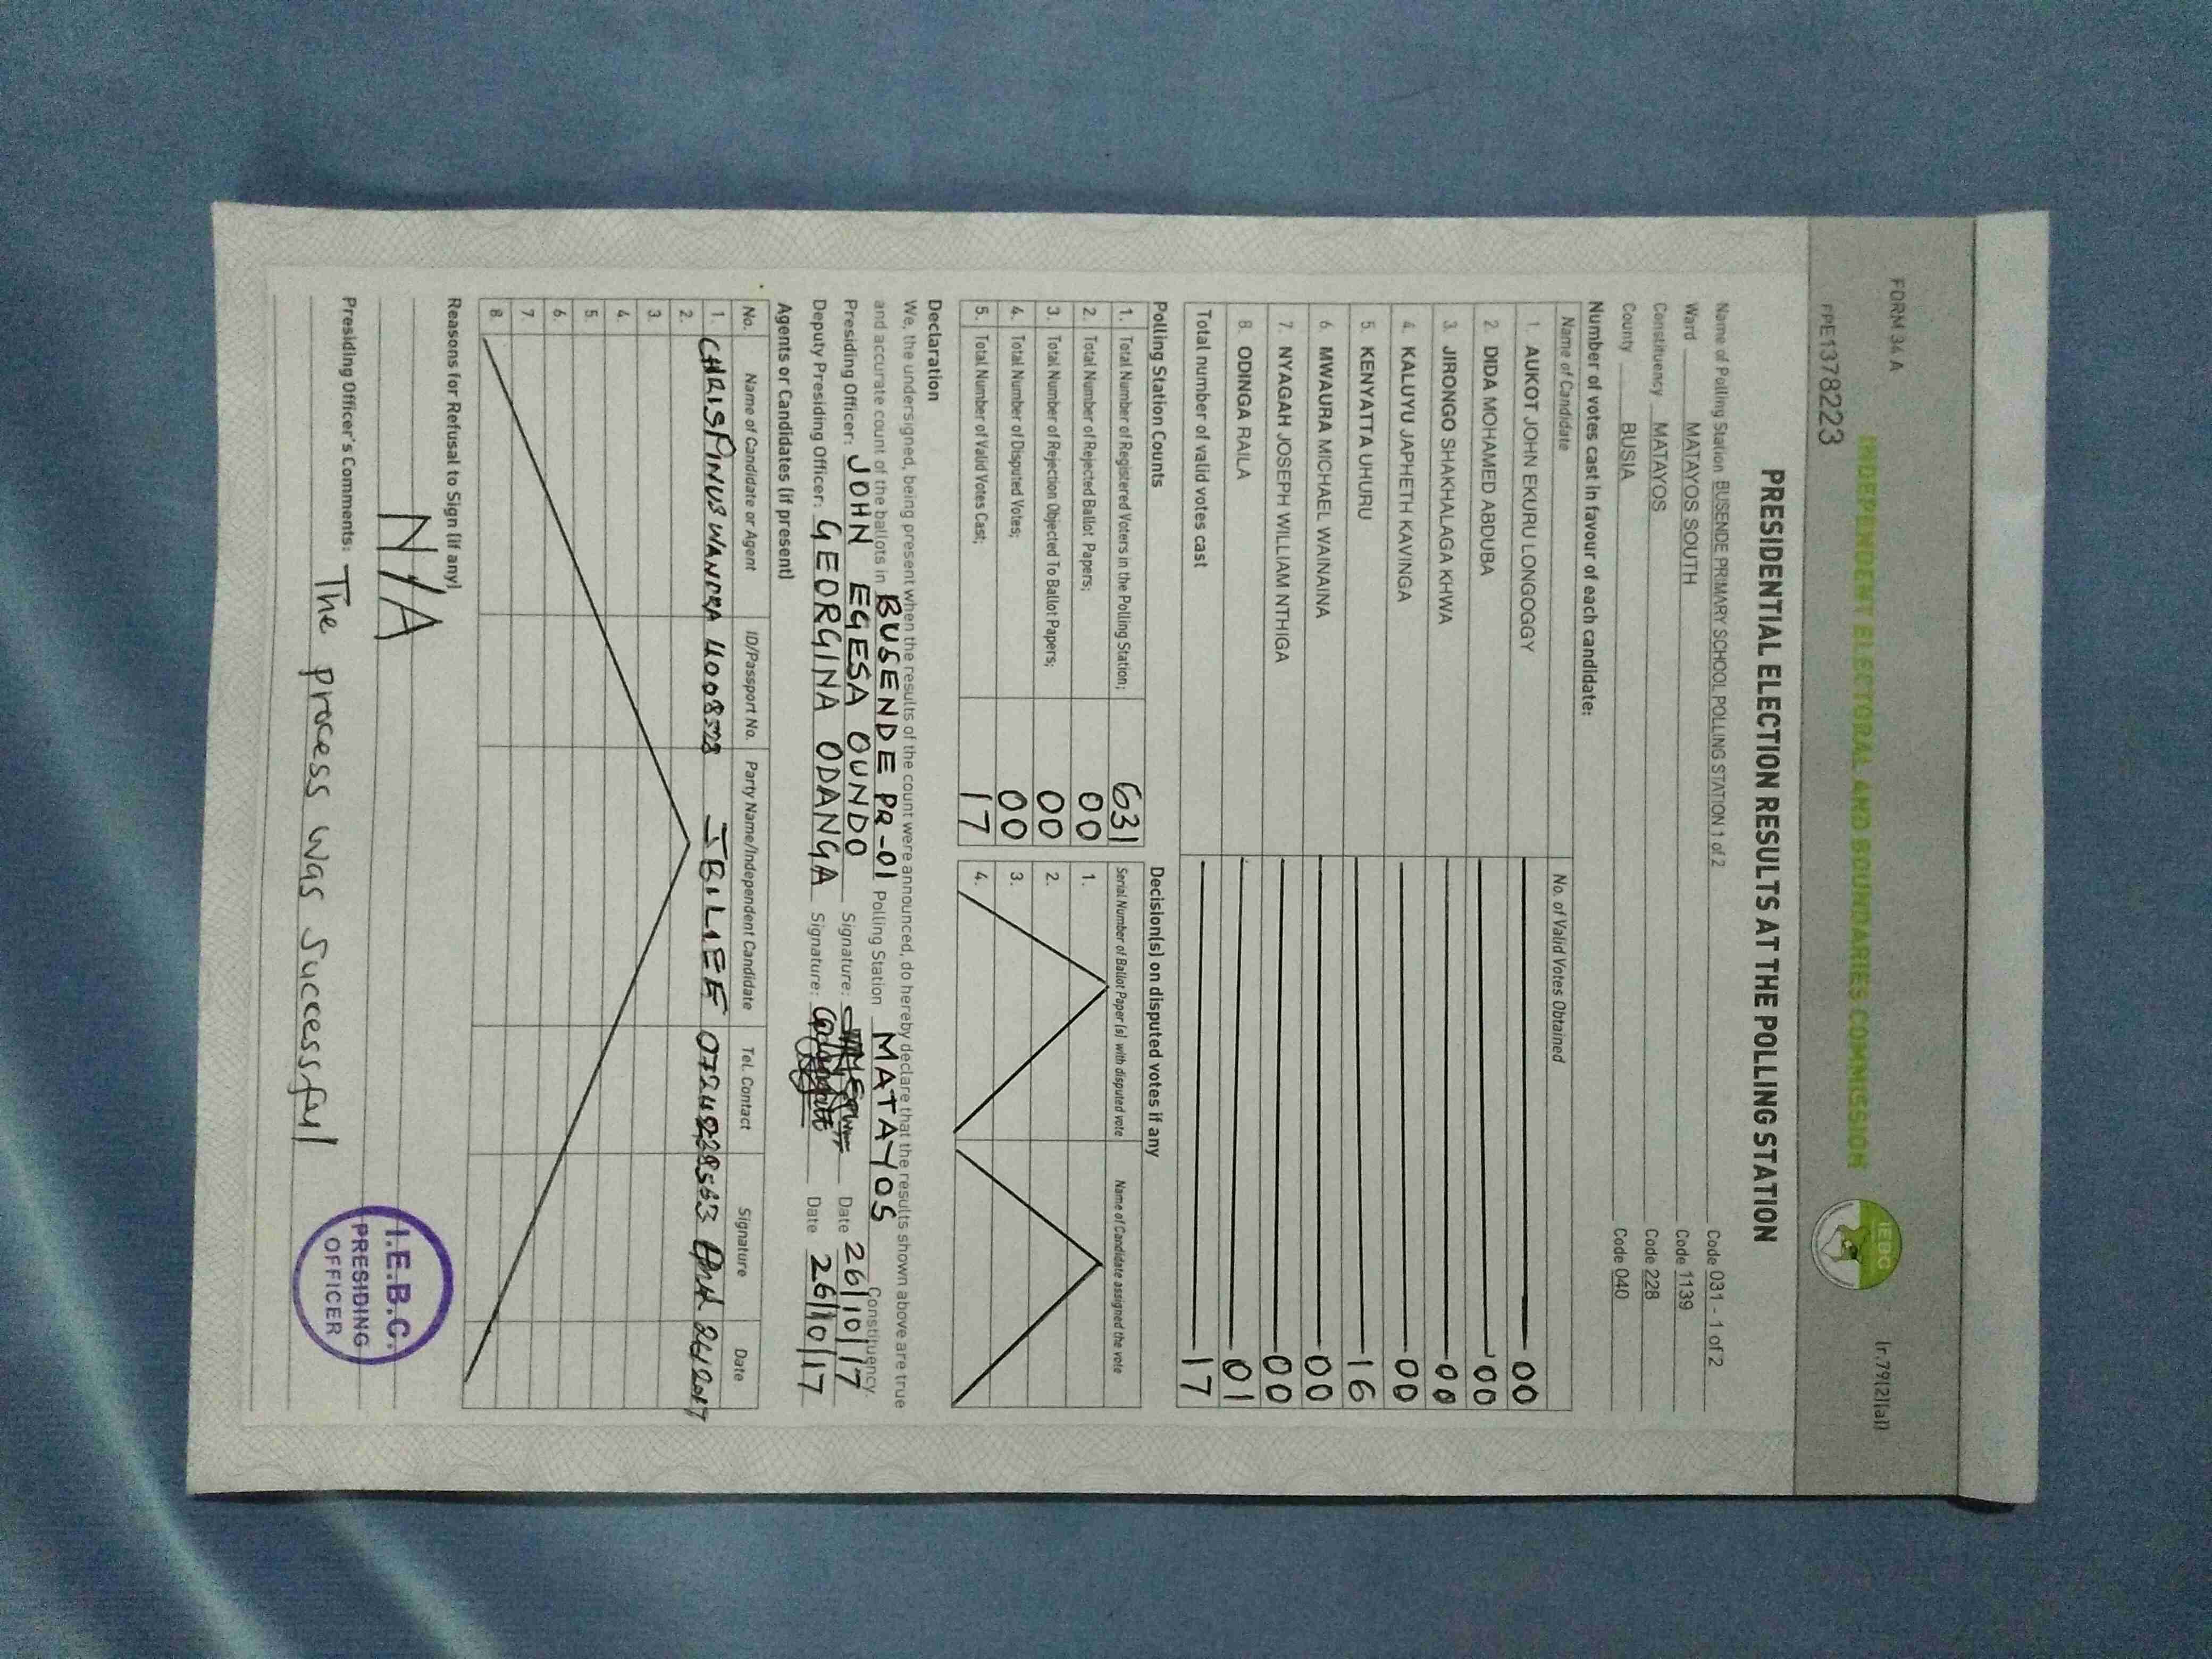 FORM 34 A
(r.79(2)(a))
INDEPENDENT ELECTORAL AND BOUNDARIES COMMISSION
IEBC
FPE1378223
PRESIDENTIAL ELECTION RESULTS AT THE POLLING STATION
Name of Polling Station BUSENDE PRIMARY SCHOOL POLLING STATION 1 of 2 Code 031 - 1 of 2
Ward MATAYOS SOUTH Code 1139
Constituency MATAYOS Code 228
County BUSIA Code 040
Number of votes cast in favour of each candidate:
Name of Candidate No. of Valid Votes Obtained
1. AUKOT JOHN EKURU LONGOGGY 00
2. DIDA MOHAMED ABDUBA 00
3. JIRONGO SHAKHALAGA KHWA 00
4. KALUYU JAPHETH KAVINGA 00
5. KENYATTA UHURU 16
6. MWAURA MICHAEL WAINAINA 00
7. NYAGAH JOSEPH WILLIAM NTHIGA 00
8. ODINGA RAILA 01
Total number of valid votes cast 17
Polling Station Counts
1. Total Number of Registered Voters in the Polling Station; 631
2. Total Number of Rejected Ballot Papers; 00
3. Total Number of Rejection Objected To Ballot Papers; 00
4. Total Number of Disputed Votes; 00
5. Total Number of Valid Votes Cast; 17
Decision(s) on disputed votes if any
Serial Number of Ballot Paper (s) with disputed vote Name of Candidate assigned the vote
1.
2.
3.
4.
Declaration
We, the undersigned, being present when the results of the count were announced, do hereby declare that the results shown above are true
and accurate count of the ballots in BUSENDE PR-01 Polling Station MATAYOS Constituency.
Presiding Officer: JOHN EGESA OUNDO Signature: Date 26/10/17
Deputy Presiding Officer: GEORGINA ODANGA Signature: Date 26/10/17
Agents or Candidates (if present)
No. Name of Candidate or Agent ID/Passport No. Party Name/Independent Candidate Tel. Contact Signature Date
1. CHRISPINUS WANDRA
2.
3.
4.
5.
6.
7.
8.
Reasons for Refusal to Sign (if any)
N/A
Presiding Officer's Comments: The process was successful
I.E.B.C.
PRESIDING
OFFICER